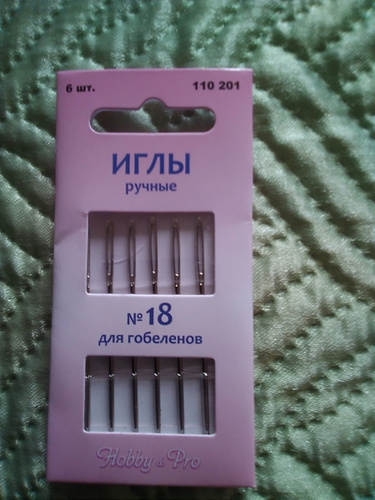 6 шт. 110 201
ИГЛЫ
ручные
№18
для гобеленов
Hobby & Pro